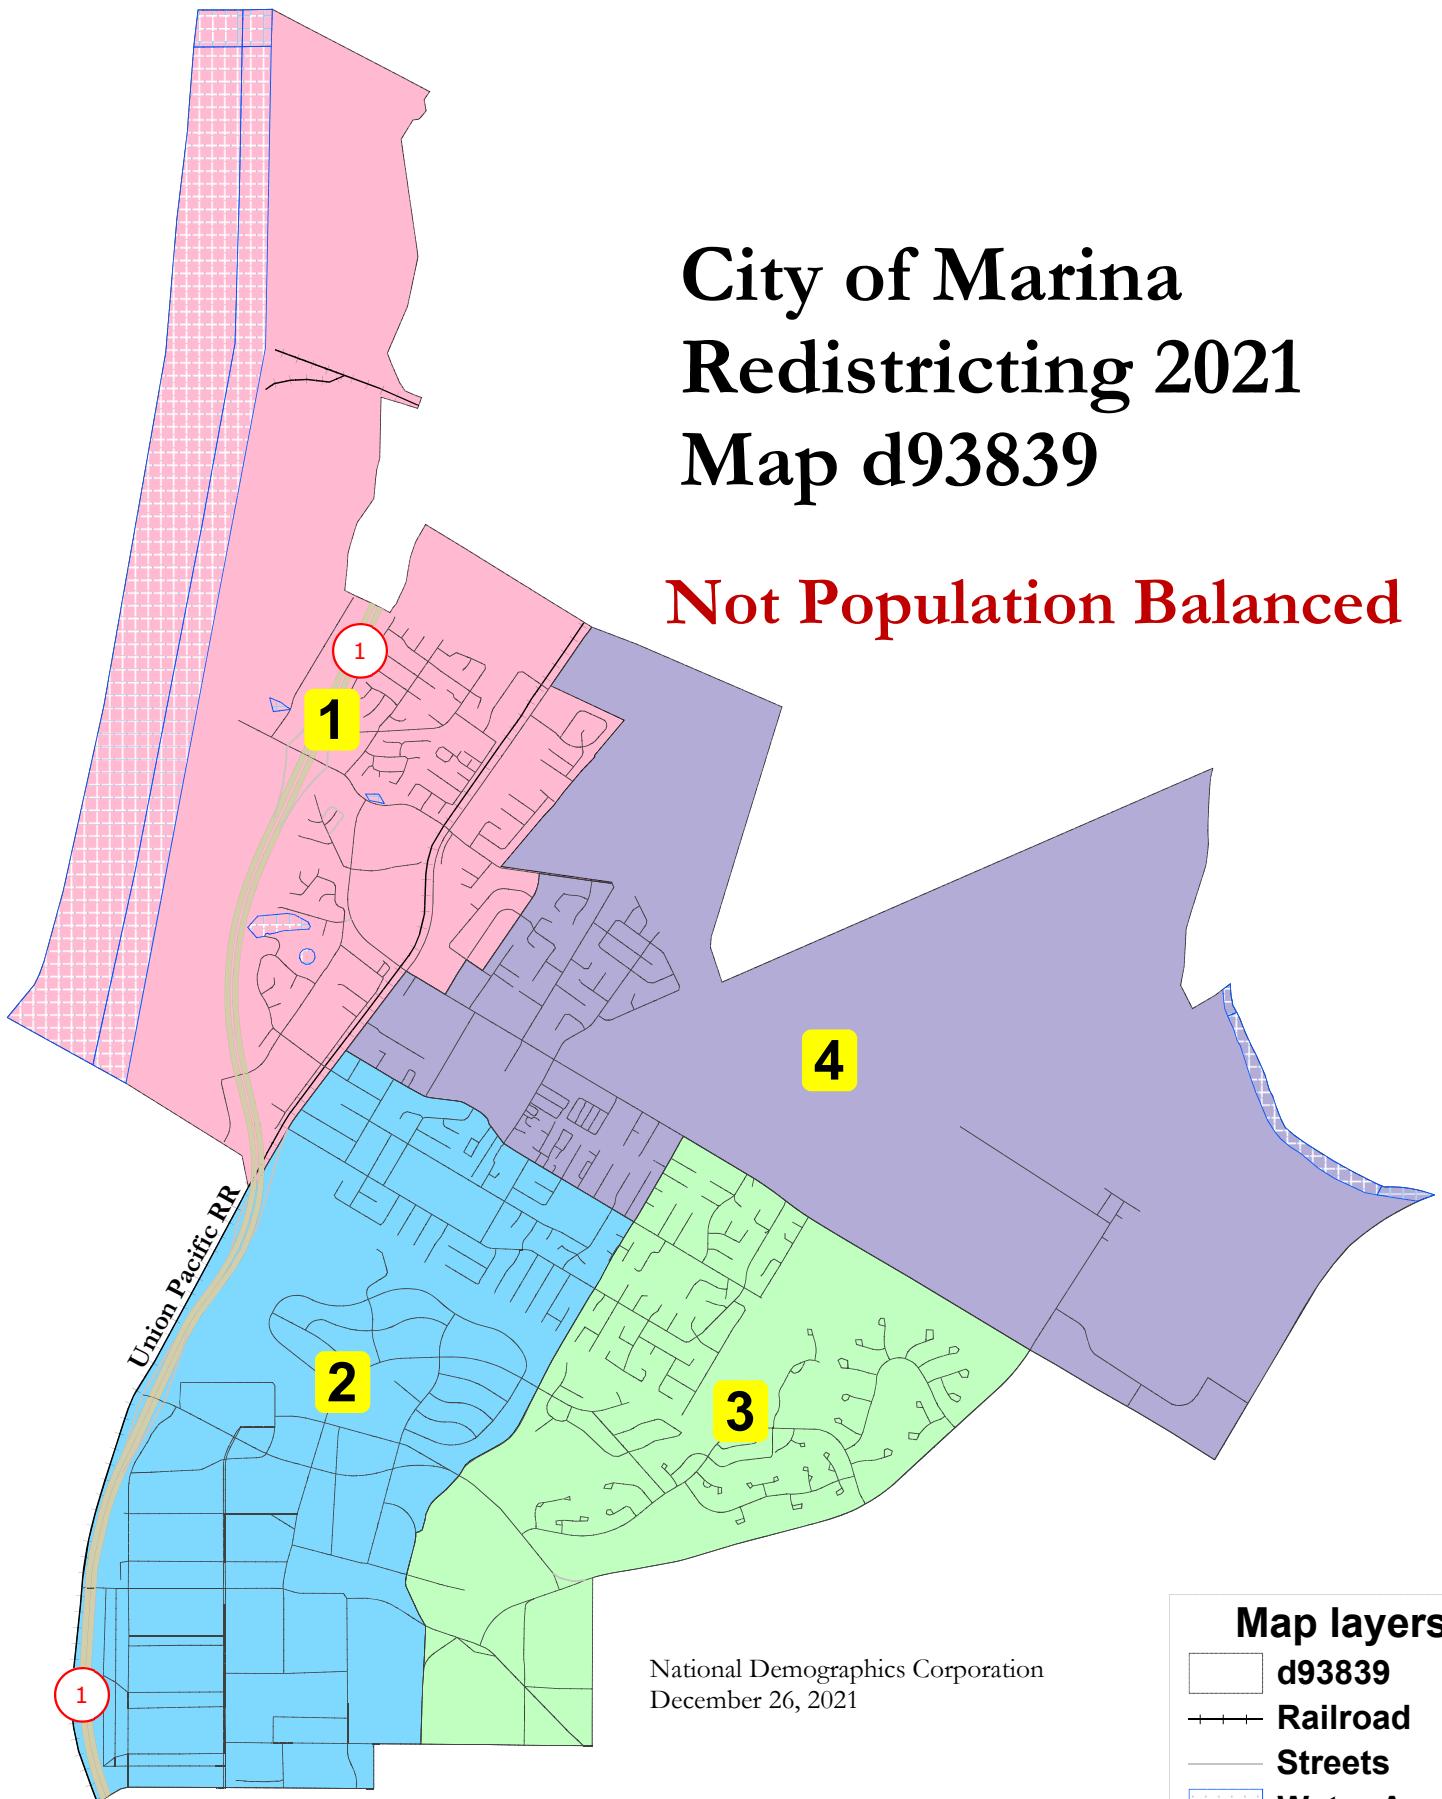 City of Marina
Redistricting 2021
Map d93839
Not Population Balanced
1
1
4
Union Pacific RR
2
3
1
National Demographics Corporation
December 26, 2021
Map layers
d93839
Railroad
Streets